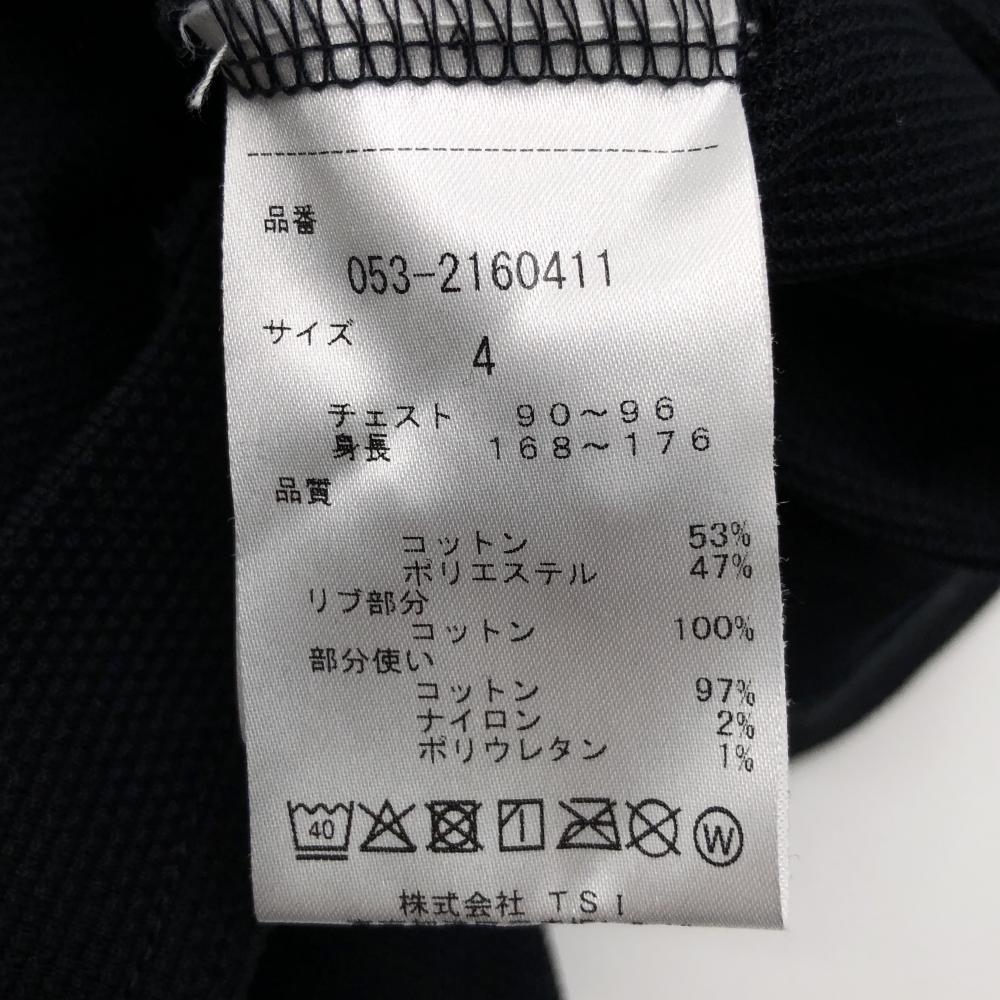 品番
053-2160411
サイズ
4
チェスト 90～96
身長 168～176
品質
コットン 53%
ポリエステル 47%
リブ部分
コットン 100%
部分使い
コットン 97%
ナイロン 2%
ポリウレタン 1%
40 W
株式会社 TSI